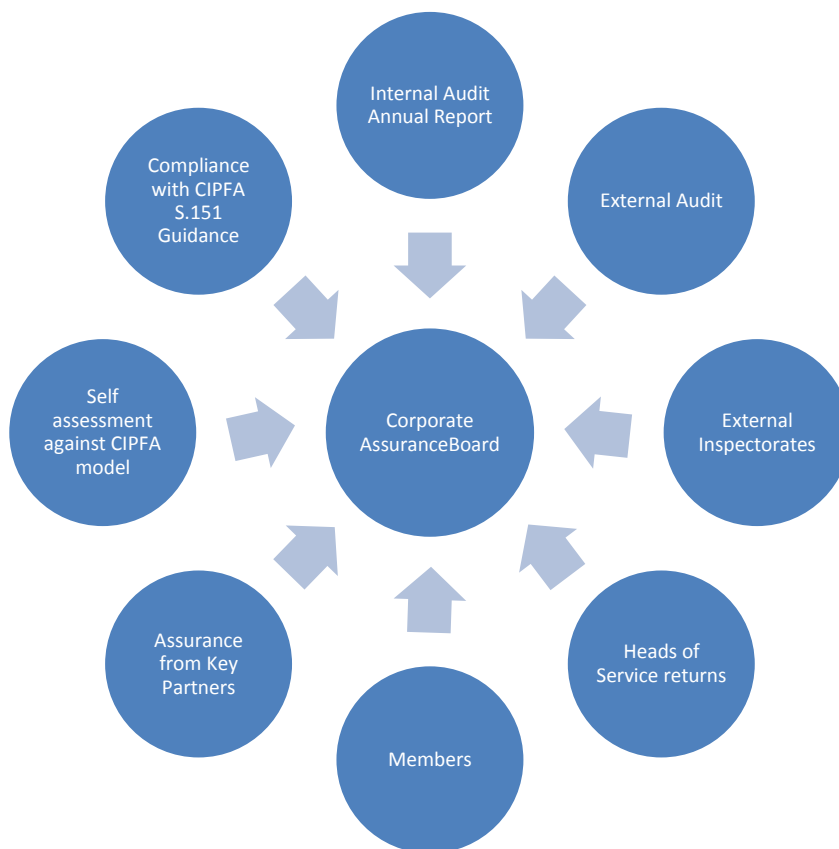 Internal Audit
Annual Report
External Audit
External
Inspectorates
Heads of
Service returns
Members
Assurance
from Key
Partners
Self
assessment
against CIPFA
model
Compliance
with CIPFA
S.151
Guidance
Corporate
AssuranceBoard